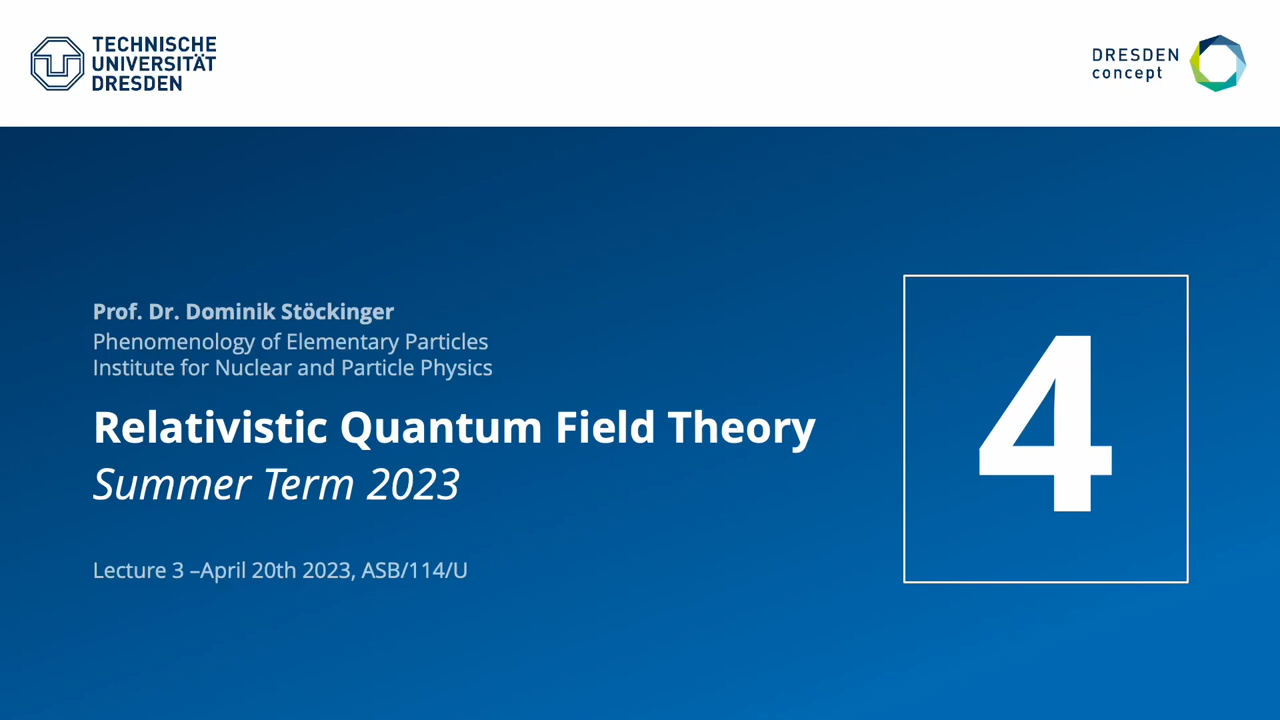 TECHNISCHE
UNIVERSITÄT
DRESDEN
DRESDEN
concept
Prof. Dr. Dominik Stöckinger
Phenomenology of Elementary Particles
Institute for Nuclear and Particle Physics
Relativistic Quantum Field Theory
Summer Term 2023
Lecture 3 –April 20th 2023, ASB/114/U
4